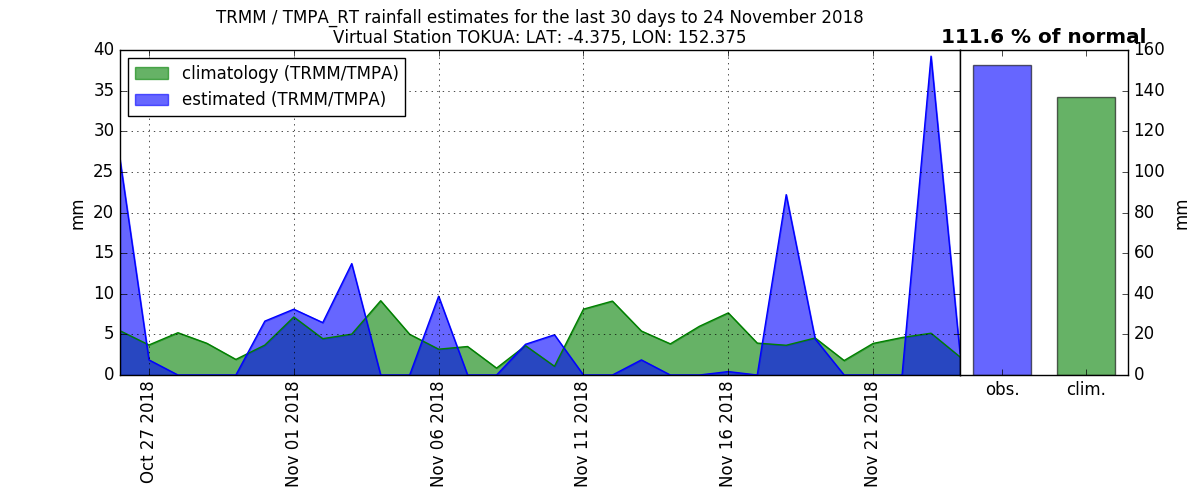 TRMM / TMPA_RT rainfall estimates for the last 30 days to 24 November 2018
Virtual Station TOKUA: LAT: -4.375, LON: 152.375
111.6 % of normal
climatology (TRMM/TMPA)
estimated (TRMM/TMPA)
40
35
30
25
20
15
10
5
0
mm
Oct 27 2018
Nov 01 2018
Nov 06 2018
Nov 11 2018
Nov 16 2018
Nov 21 2018
160
140
120
100
80
60
40
20
0
mm
obs.
clim.